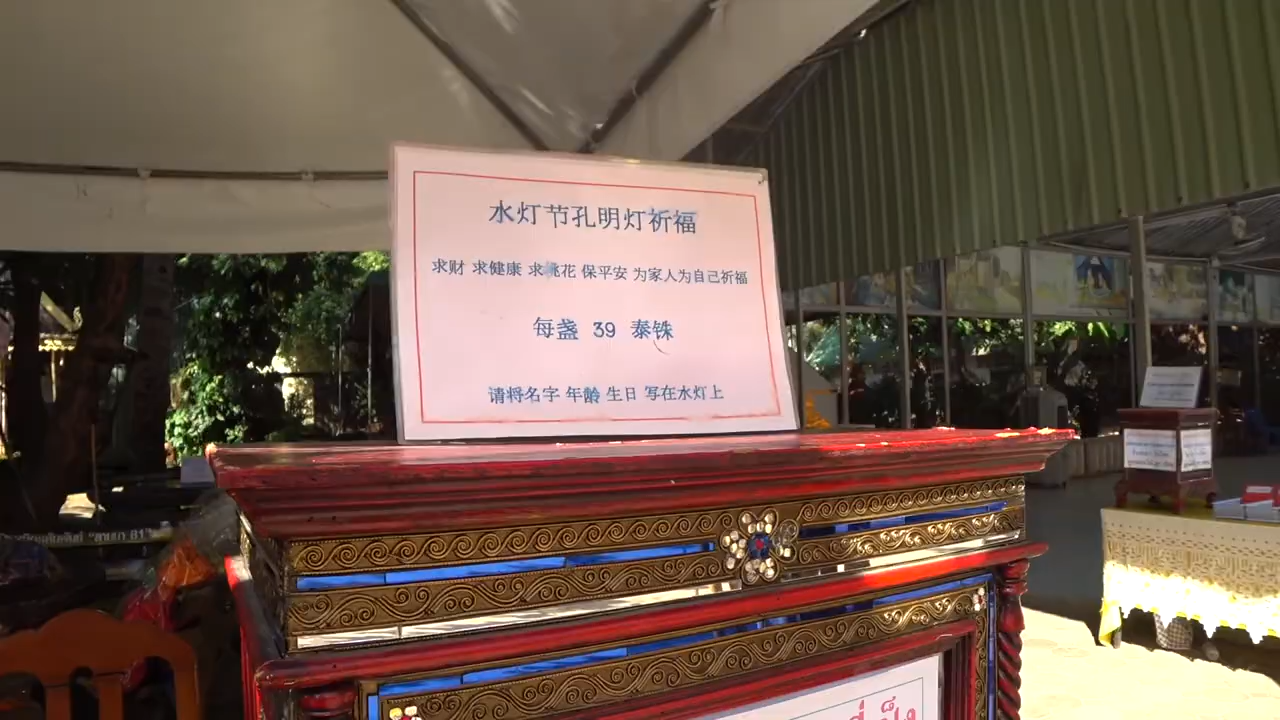 水灯节孔明灯祈福
求财 求健康 求桃花 保平安 为家人为自己祈福
每盏 39 泰铢
请将名字 年龄 生日 写在水灯上